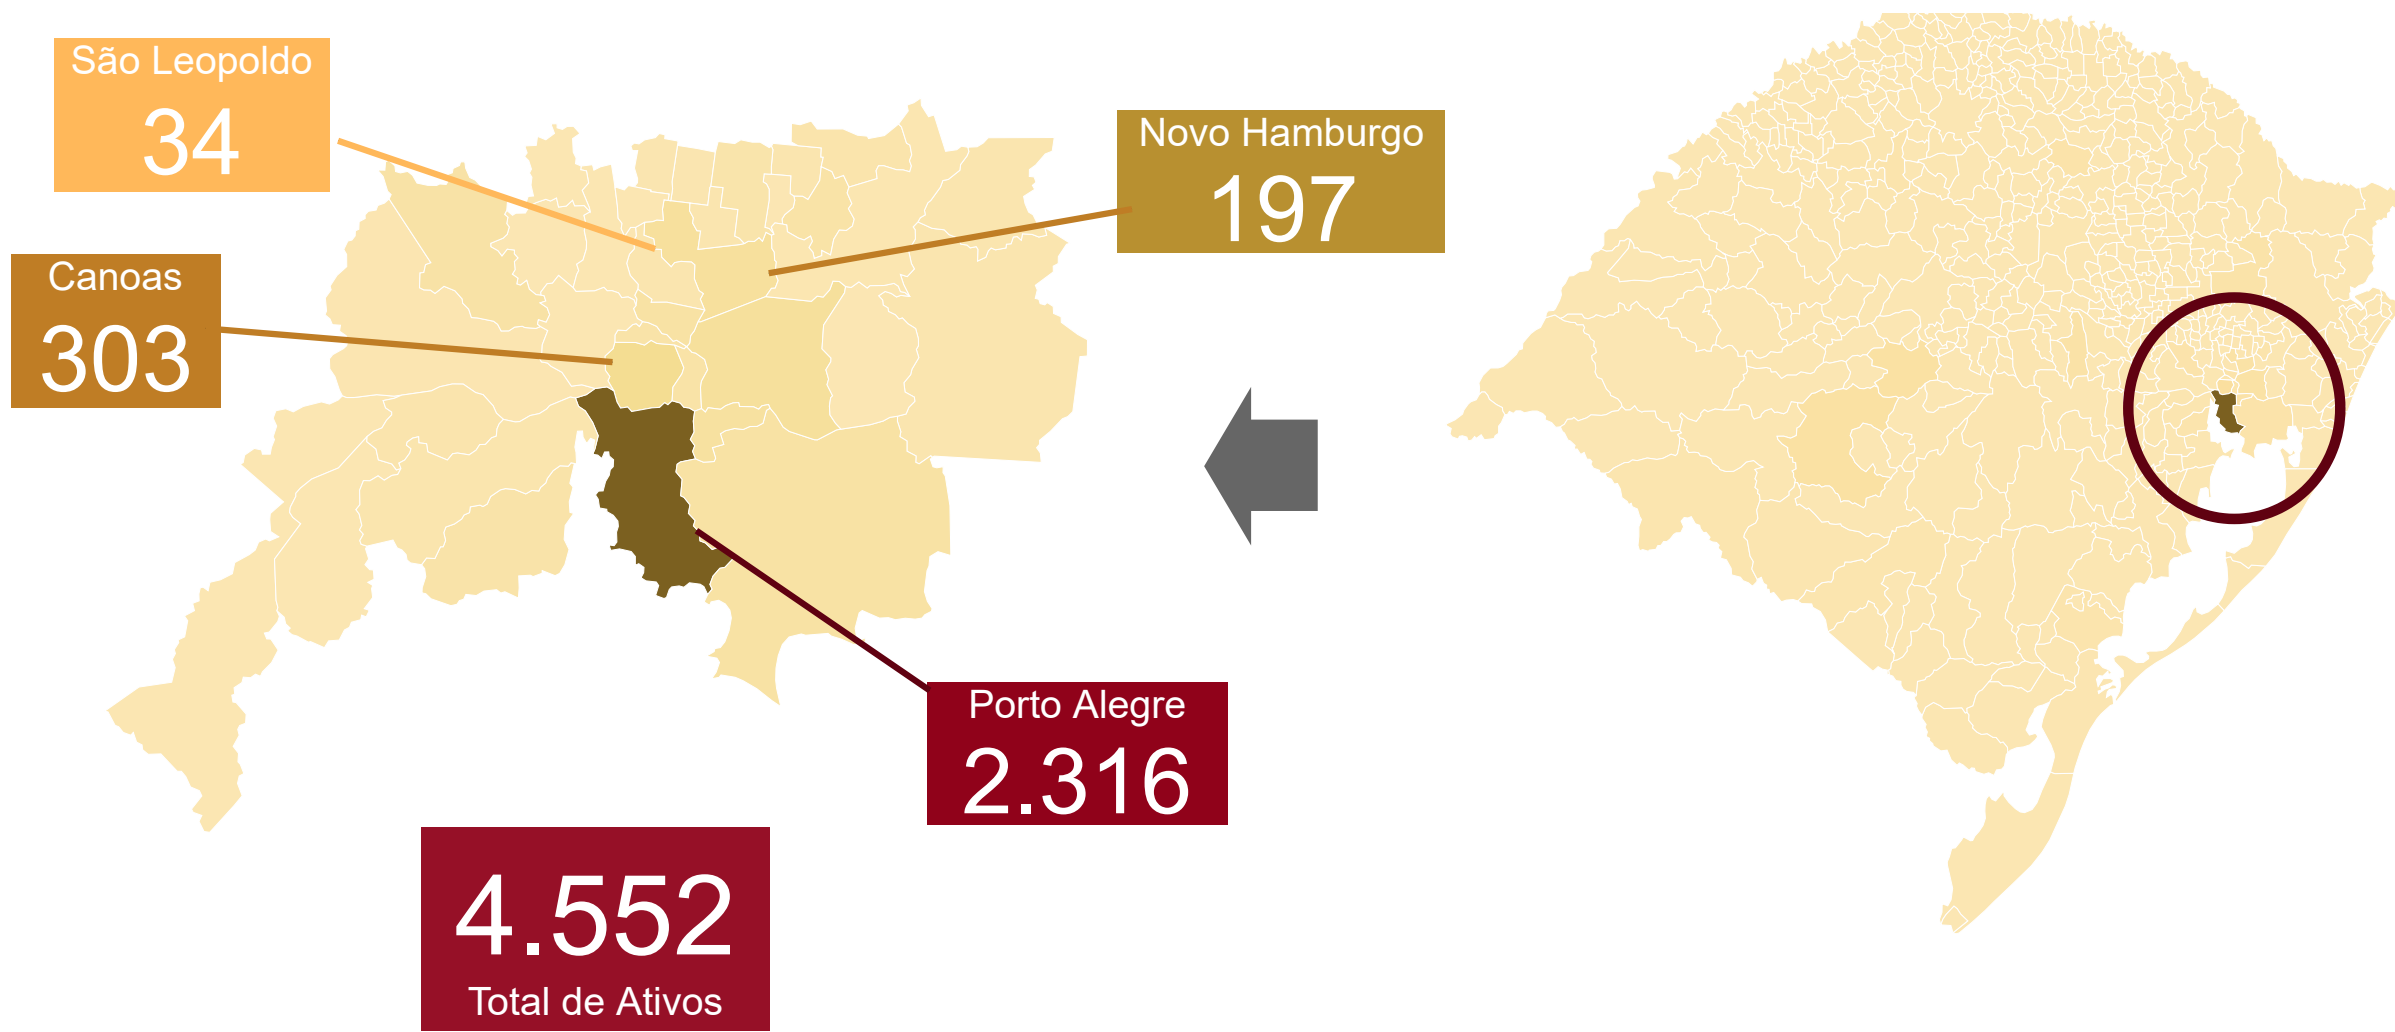 São Leopoldo
34
Novo Hamburgo
197
Canoas
303
Porto Alegre
2.316
4.552
Total de Ativos